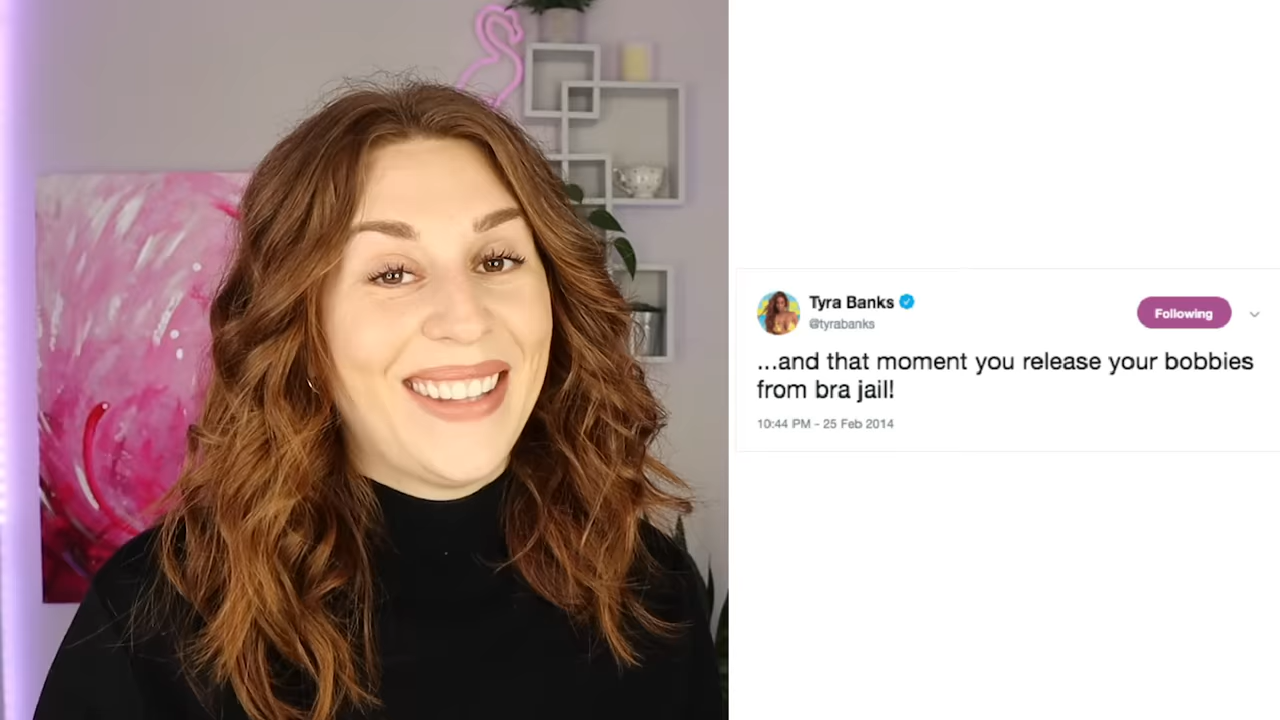 Tyra Banks
@tyrabanks
Following
...and that moment you release your bobbies
from bra jail!
10:44 PM - 25 Feb 2014